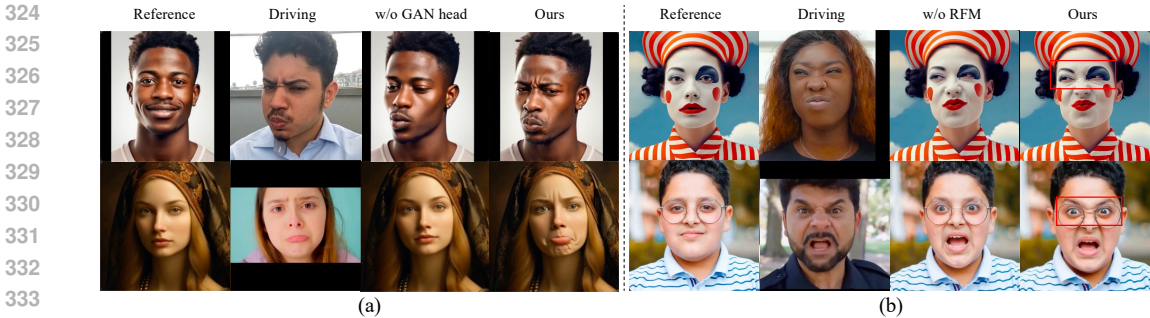 324
325
326
327
328
329
330
331
332
333
Reference Driving w/o GAN head Ours
Reference Driving w/o RFM Ours
(a)
(b)